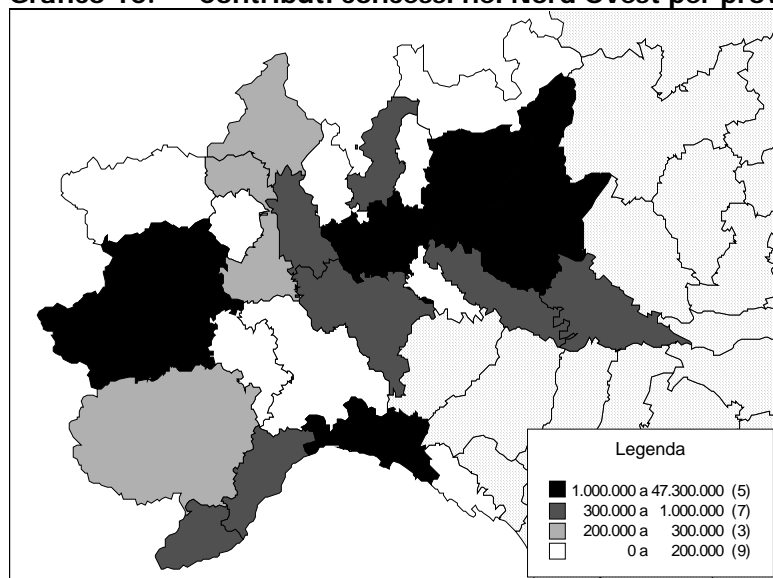 contributi concessi nel Nord Ovest per
Legenda
1.000.000 a 47.300.000 (5)
300.000 a 1.000.000 (7)
200.000 a 300.000 (3)
0 a 200.000 (9)